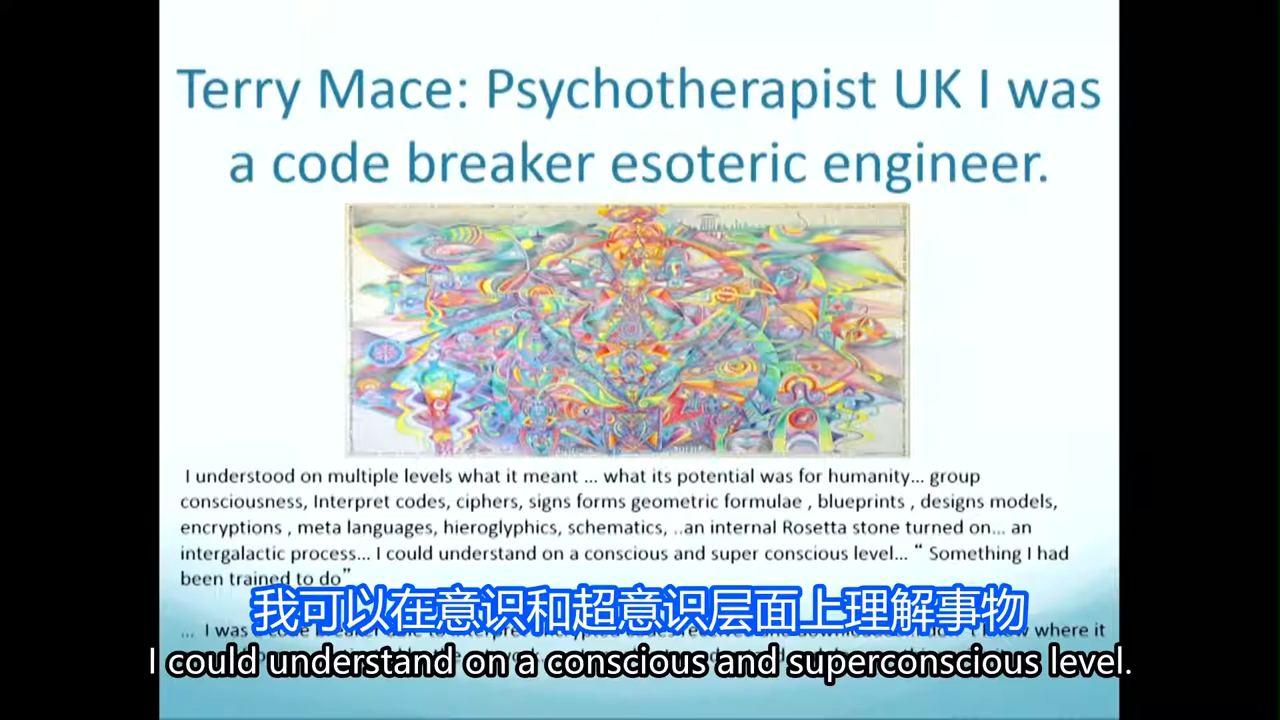 Terry Mace: Psychotherapist UK I was
a code breaker esoteric engineer.
I understood on multiple levels what it meant ... what its potential was for humanity... group
consciousness, Interpret codes, ciphers, signs forms geometric formulae , blueprints , designs models,
encryptions , meta languages, hieroglyphics, schematics, ..an internal Rosetta stone turned on... an
intergalactic process... I could understand on a conscious and super conscious level... “ Something I had
been trained to do”
我可以在意识和超意识层面上理解事物
... I was where it
I could understand on a conscious and superconscious level.